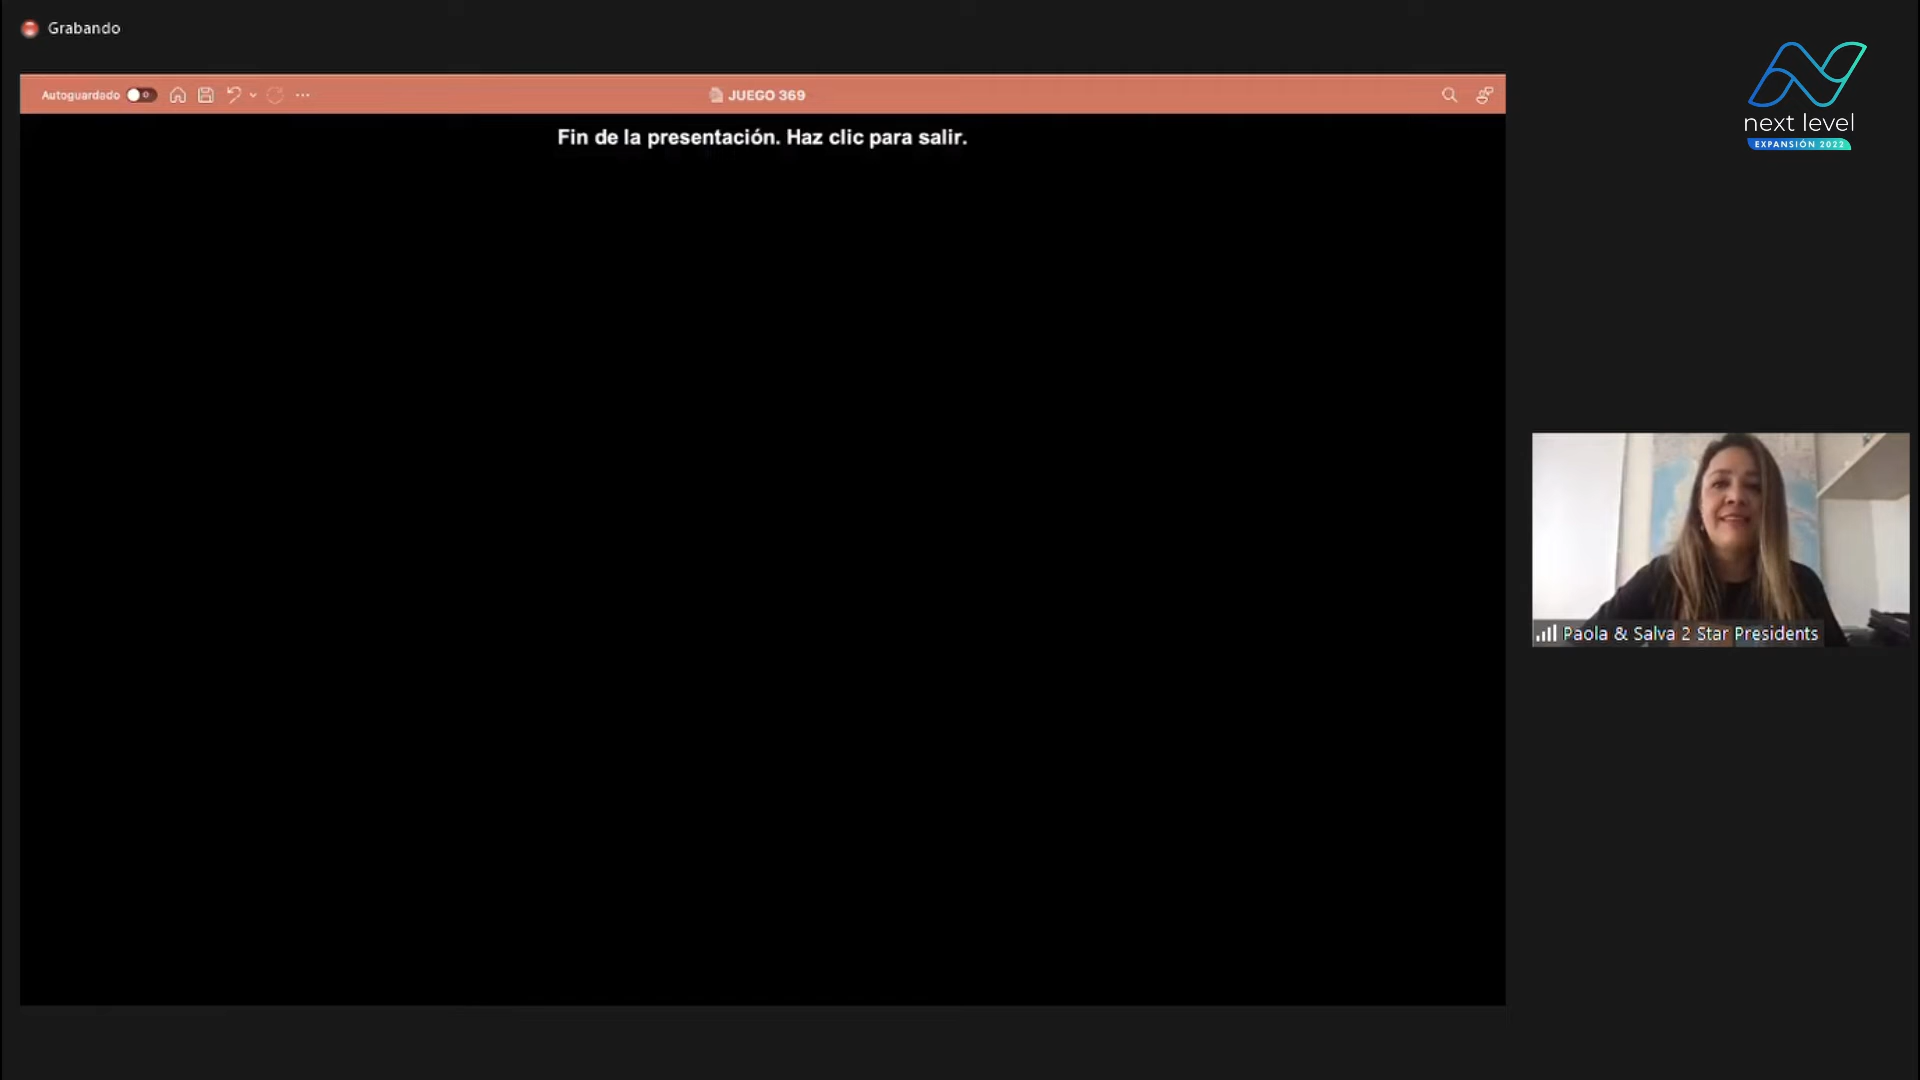 Grabando
Autoguardado
JUEGO 369
Fin de la presentación. Haz clic para salir.
next level
EXPANSIÓN 2022
Paola & Salva 2 Star Presidents